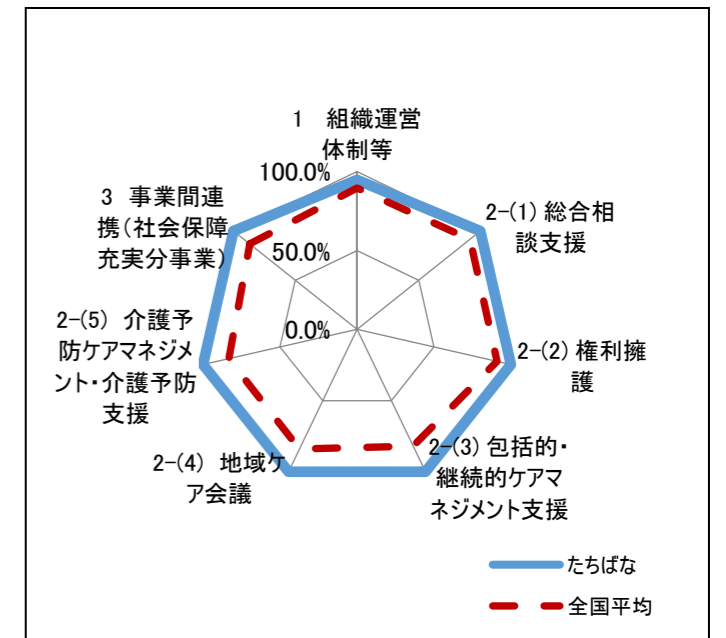 1　組織運営
体制等
100.0%
3 事業間連
携(社会保障
充実分事業)
2-(1) 総合相
談支援
50.0%
2-(5) 介護予
防ケアマネジメ
ント・介護予防
支援
0.0%
2-(2) 権利擁
護
2-(4) 地域ケ
ア会議
2-(3) 包括的・
継続的ケアマ
ネジメント支援
たちばな
全国平均